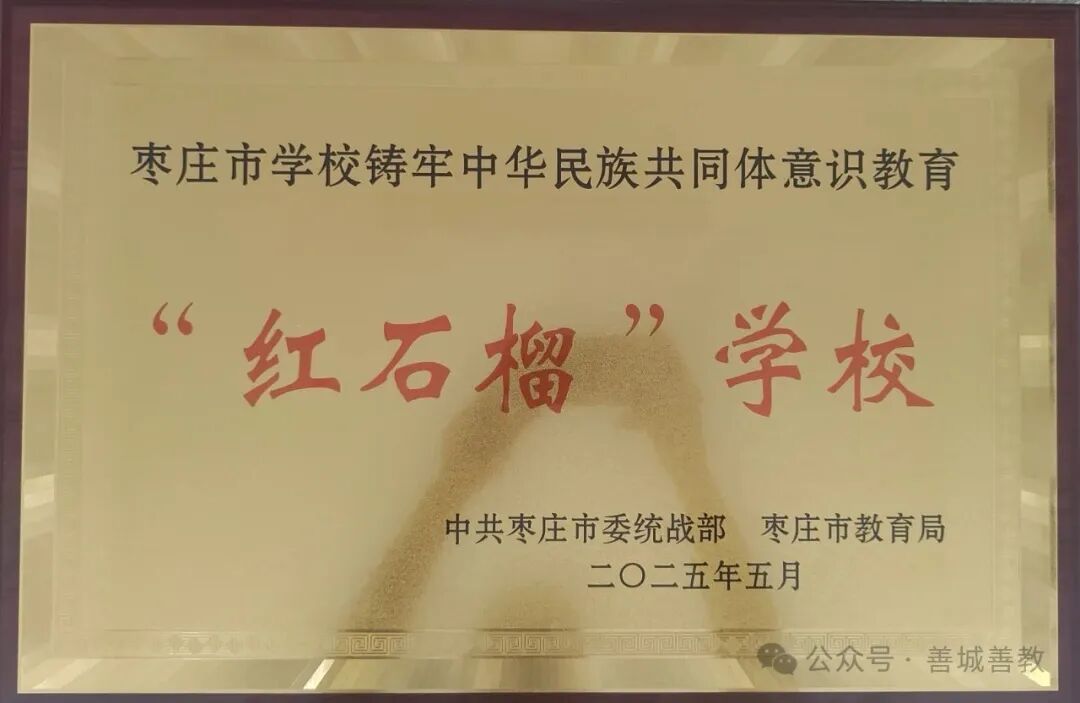 枣庄市学校铸牢中华民族共同体意识教育
“红石榴”学校
中共枣庄市委统战部 枣庄市教育局
二〇二五年五月
公众号·善城善教